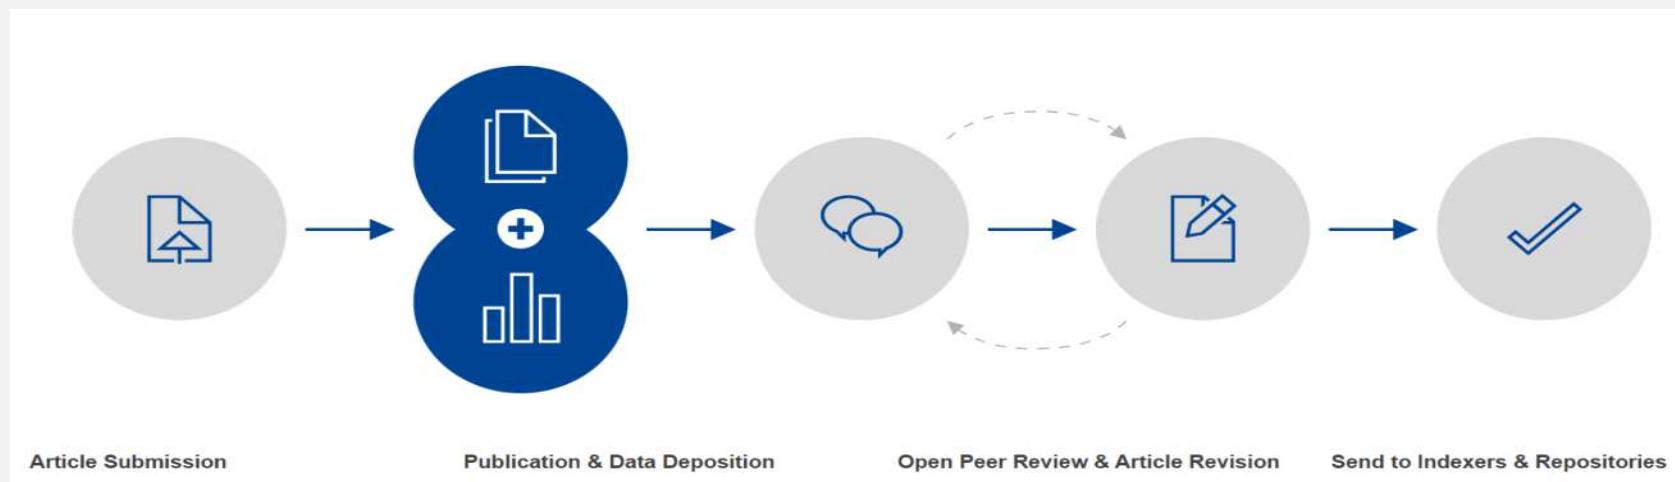 Article Submission
Publication & Data Deposition
Open Peer Review & Article Revision
Send to Indexers & Repositories